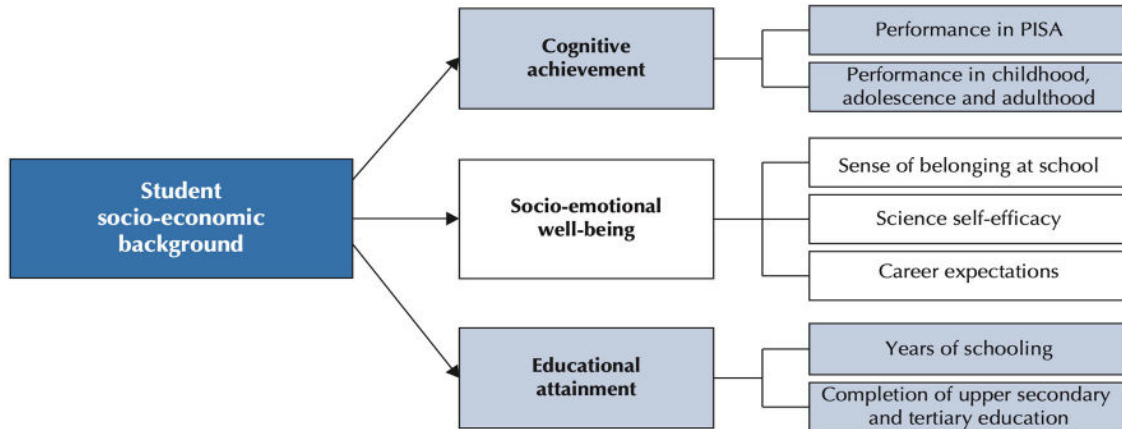 Student
socio-economic
background
Cognitive
achievement
Performance in PISA
Performance in childhood,
adolescence and adulthood
Socio-emotional
well-being
Sense of belonging at school
Science self-efficacy
Career expectations
Educational
attainment
Years of schooling
Completion of upper secondary
and tertiary education